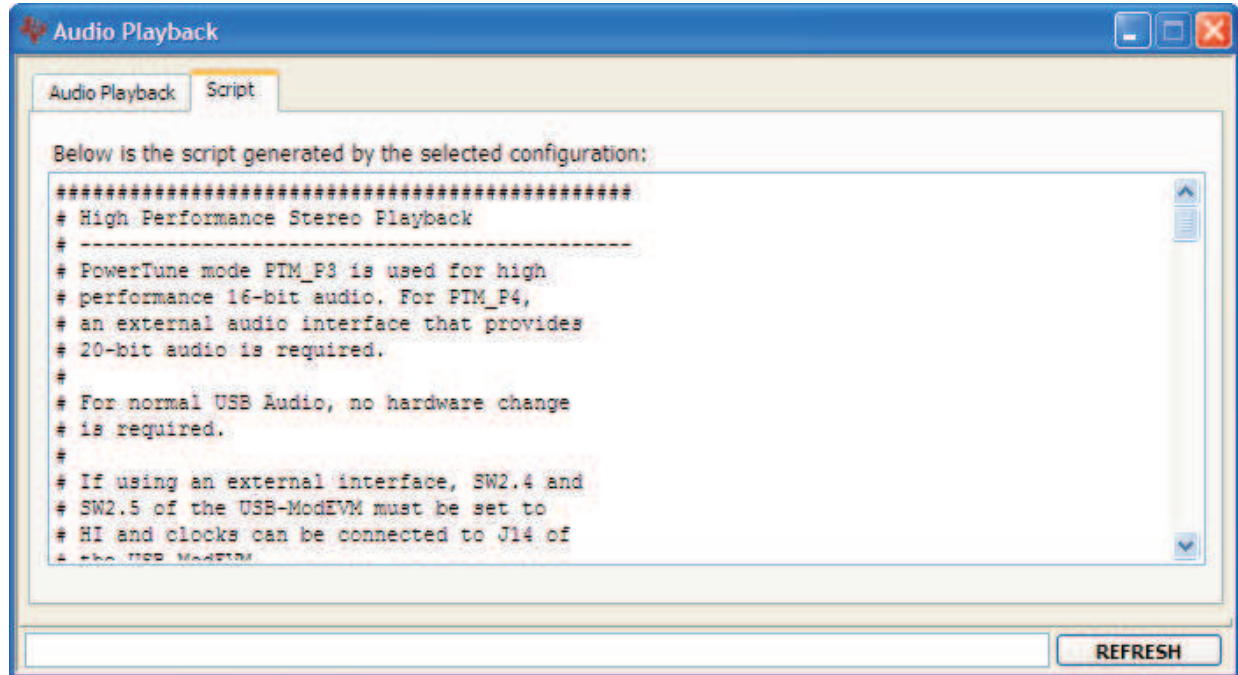 Audio Playback
Audio Playback Script
Below is the script generated by the selected configuration:
###############################################
# High Performance Stereo Playback
# ---------------------------------------------
# PowerTune mode PTM_P3 is used for high
# performance 16-bit audio. For PTM_P4,
# an external audio interface that provides
# 20-bit audio is required.
#
# For normal USB Audio, no hardware change
# is required.
#
# If using an external interface, SW2.4 and
# SW2.5 of the USB-ModEVM must be set to
# HI and clocks can be connected to J14 of
# the USB-ModEVM
REFRESH